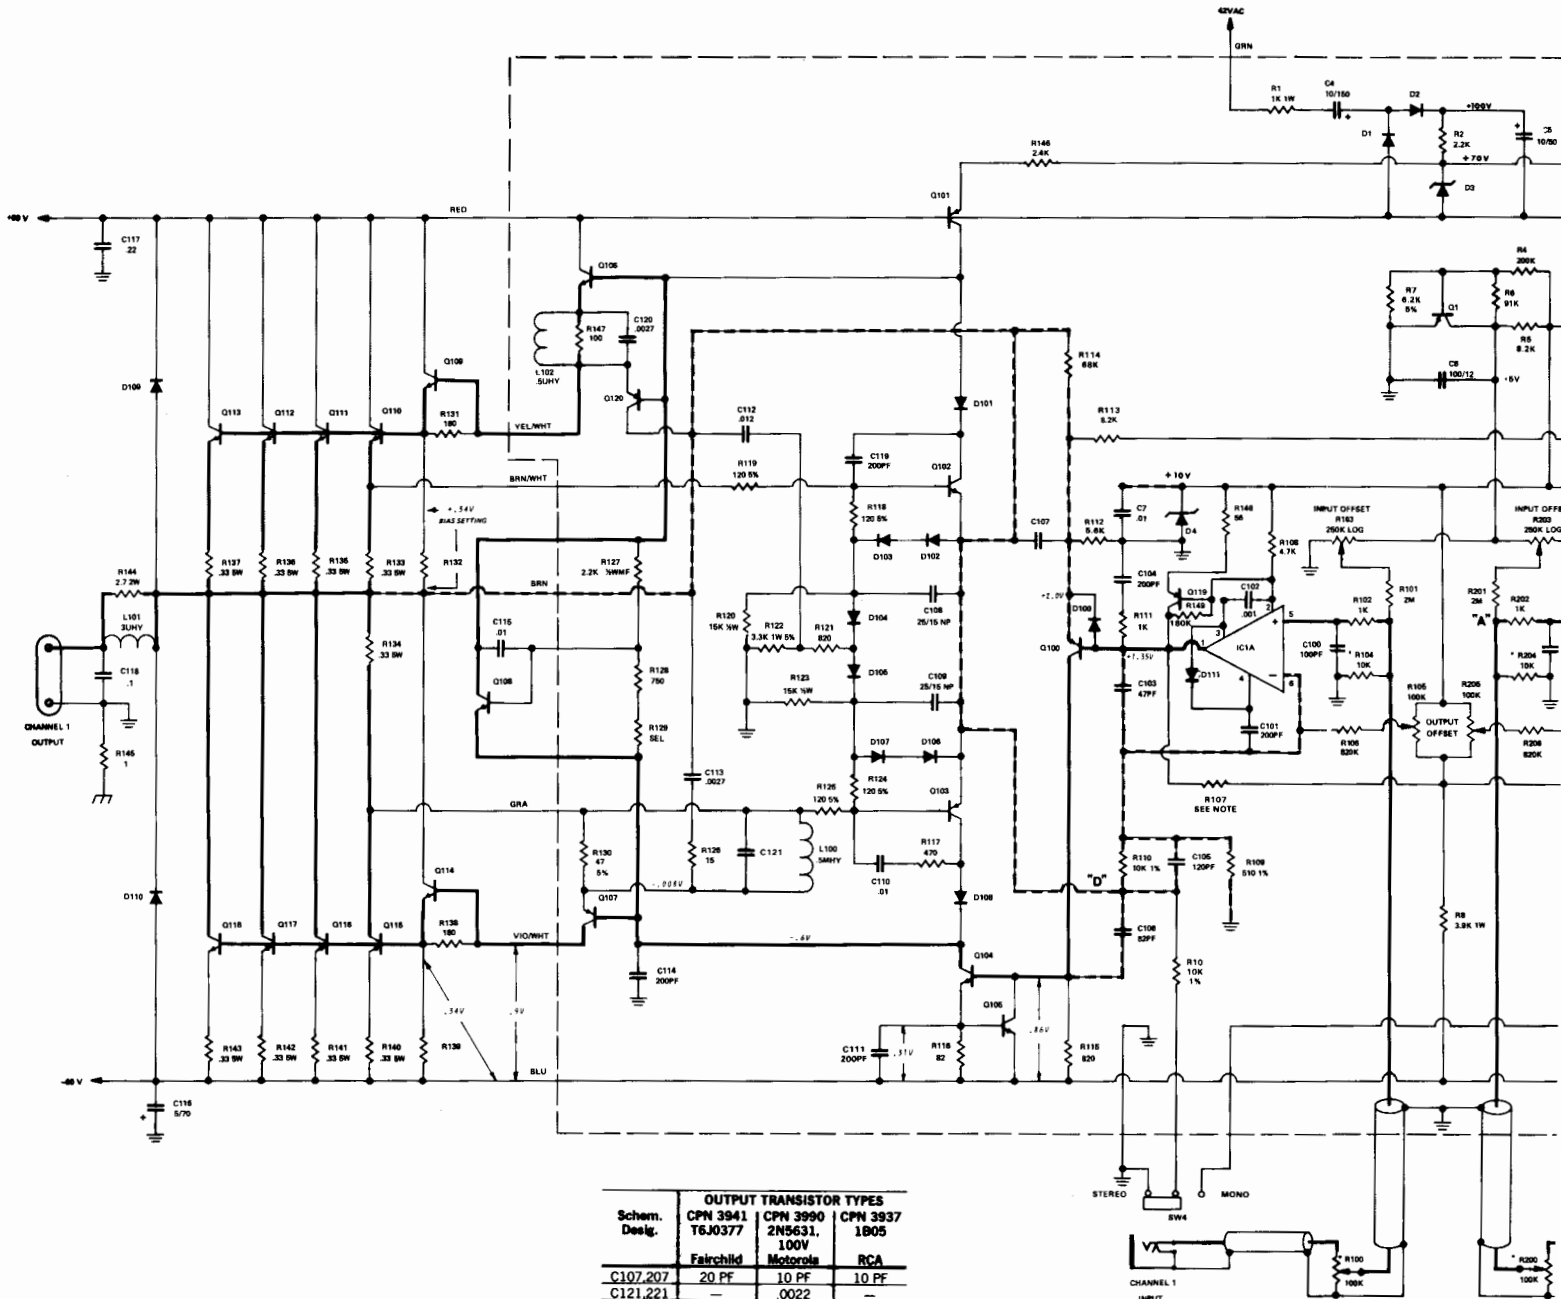 42VAC
GRN
R1
1K 1W
C4
10/150
D2
+100V
D1
R2
2.2K
10/50
+70V
D3
R146
2.4K
Q101
RED
C117
.22
Q106
R147
100
C120
.0027
L102
.5UHY
Q120
R4
200K
R7
6.2K
5%
Q1
R6
91K
R5
8.2K
C6
100/12
D109
Q109
R131
180
Q113
Q112
Q111
Q110
YEL/WHT
C112
.012
D101
R114
68K
R113
8.2K
BRN/WHT
R119
120 5%
C119
200PF
Q102
+.34V
BIAS SETTING
R118
120 5%
D103
D102
C107
R112
5.6K
+10V
C7
.01
D4
R148
56
R108
4.7K
INPUT OFFSET
R163
250K LOG
INPUT OFFE
R203
250K LOG
R144
2.7 2W
R137
.33 5W
R136
.33 5W
R135
.33 5W
R133
.33 5W
R132
R127
2.2K ½WMF
BRN
L101
3UHY
C118
.1
CHANNEL 1
OUTPUT
R145
1
R134
.33 5W
C115
.01
Q108
R128
750
R129
SEL
R120
15K ½W
R122
3.3K 1W 5%
R121
820
D104
D105
C108
25/15 NP
C109
25/15 NP
R123
15K ½W
D107
D106
R124
120 5%
C104
200PF
R111
1K
D100
Q100
+1.35V
C103
47PF
Q119
R149
180K
C102
.001
2
5
3
1
IC1A
4
6
D111
C101
200PF
C100
100PF
R102
1K
R104
10K
R101
2M
R201
2M
R202
1K
"A"
R204
10K
R105
100K
R205
100K
OUTPUT
OFFSET
R106
820K
R206
820K
R107
SEE NOTE
C113
.0027
GRA
R125
120 5%
Q103
R117
470
C110
.01
R130
47
5%
R126
15
C121
L100
.5MHY
-.008V
Q107
D108
"D"
R110
10K 1%
C105
120PF
R109
510 1%
D110
Q114
R138
180
Q118
Q117
Q116
Q115
VIO/WHT
-.6V
C114
200PF
Q104
C106
82PF
R10
10K
1%
R8
3.9K 1W
.34V
.9V
Q105
C111
200PF
.31V
R116
82
.86V
R115
820
R143
.33 5W
R142
.33 5W
R141
.33 5W
R140
.33 5W
R139
BLU
C116
5/70
STEREO
MONO
SW4
CHANNEL 1
INPUT
R100
100K
R200
100K
OUTPUT TRANSISTOR TYPES
Schem. Desig.
CPN 3941 T6J0377 Fairchild
CPN 3990 2N5631, 100V Motorola
CPN 3937 1B05 RCA
C107,207 20 PF 10 PF 10 PF
C121,221 — .0022 —